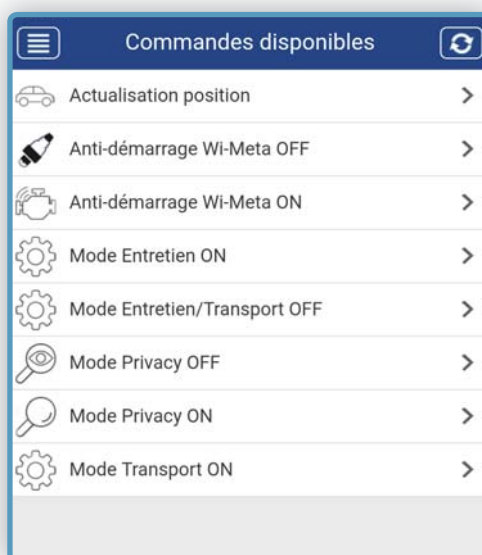 Commandes disponibles
Actualisation position
Anti-démarrage Wi-Meta OFF
Anti-démarrage Wi-Meta ON
Mode Entretien ON
Mode Entretien/Transport OFF
Mode Privacy OFF
Mode Privacy ON
Mode Transport ON